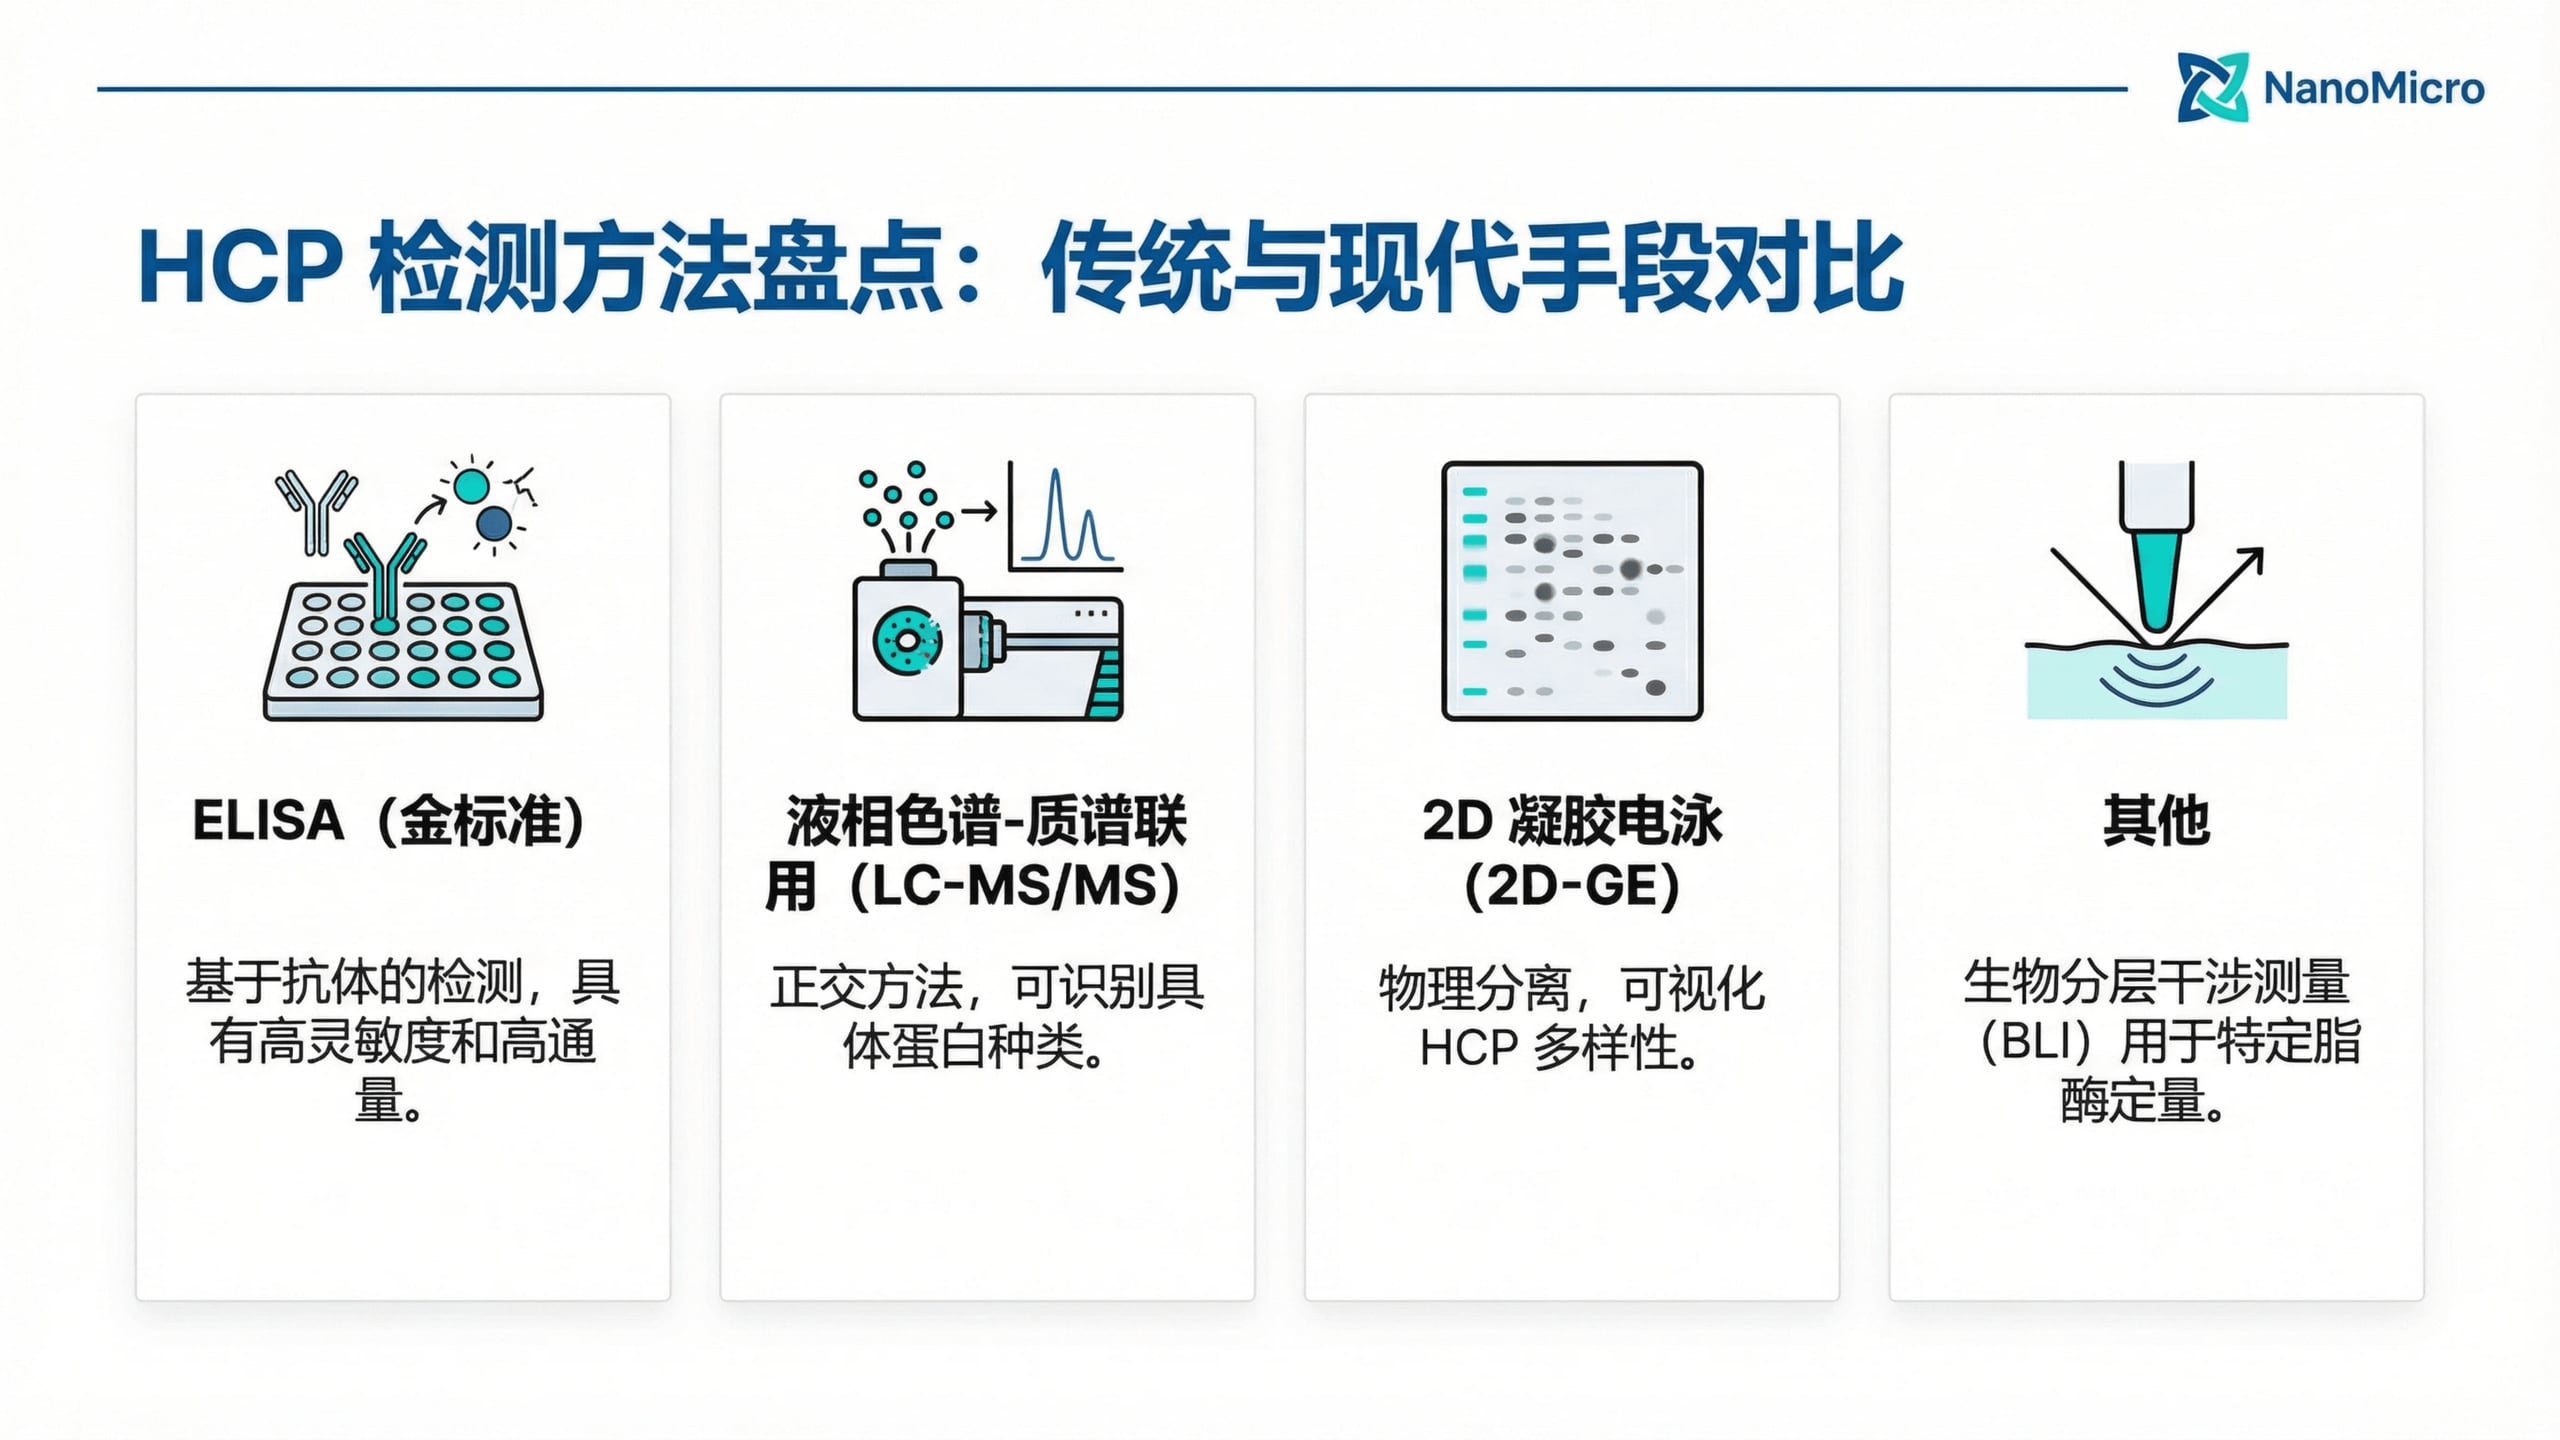 NanoMicro
HCP 检测方法盘点：传统与现代手段对比
ELISA（金标准）
基于抗体的检测，具
有高灵敏度和高通
量。
液相色谱-质谱联
用（LC-MS/MS）
正交方法，可识别具
体蛋白种类。
2D 凝胶电泳
（2D-GE）
物理分离，可视化
HCP 多样性。
其他
生物分层干涉测量
（BLI）用于特定脂
酶定量。